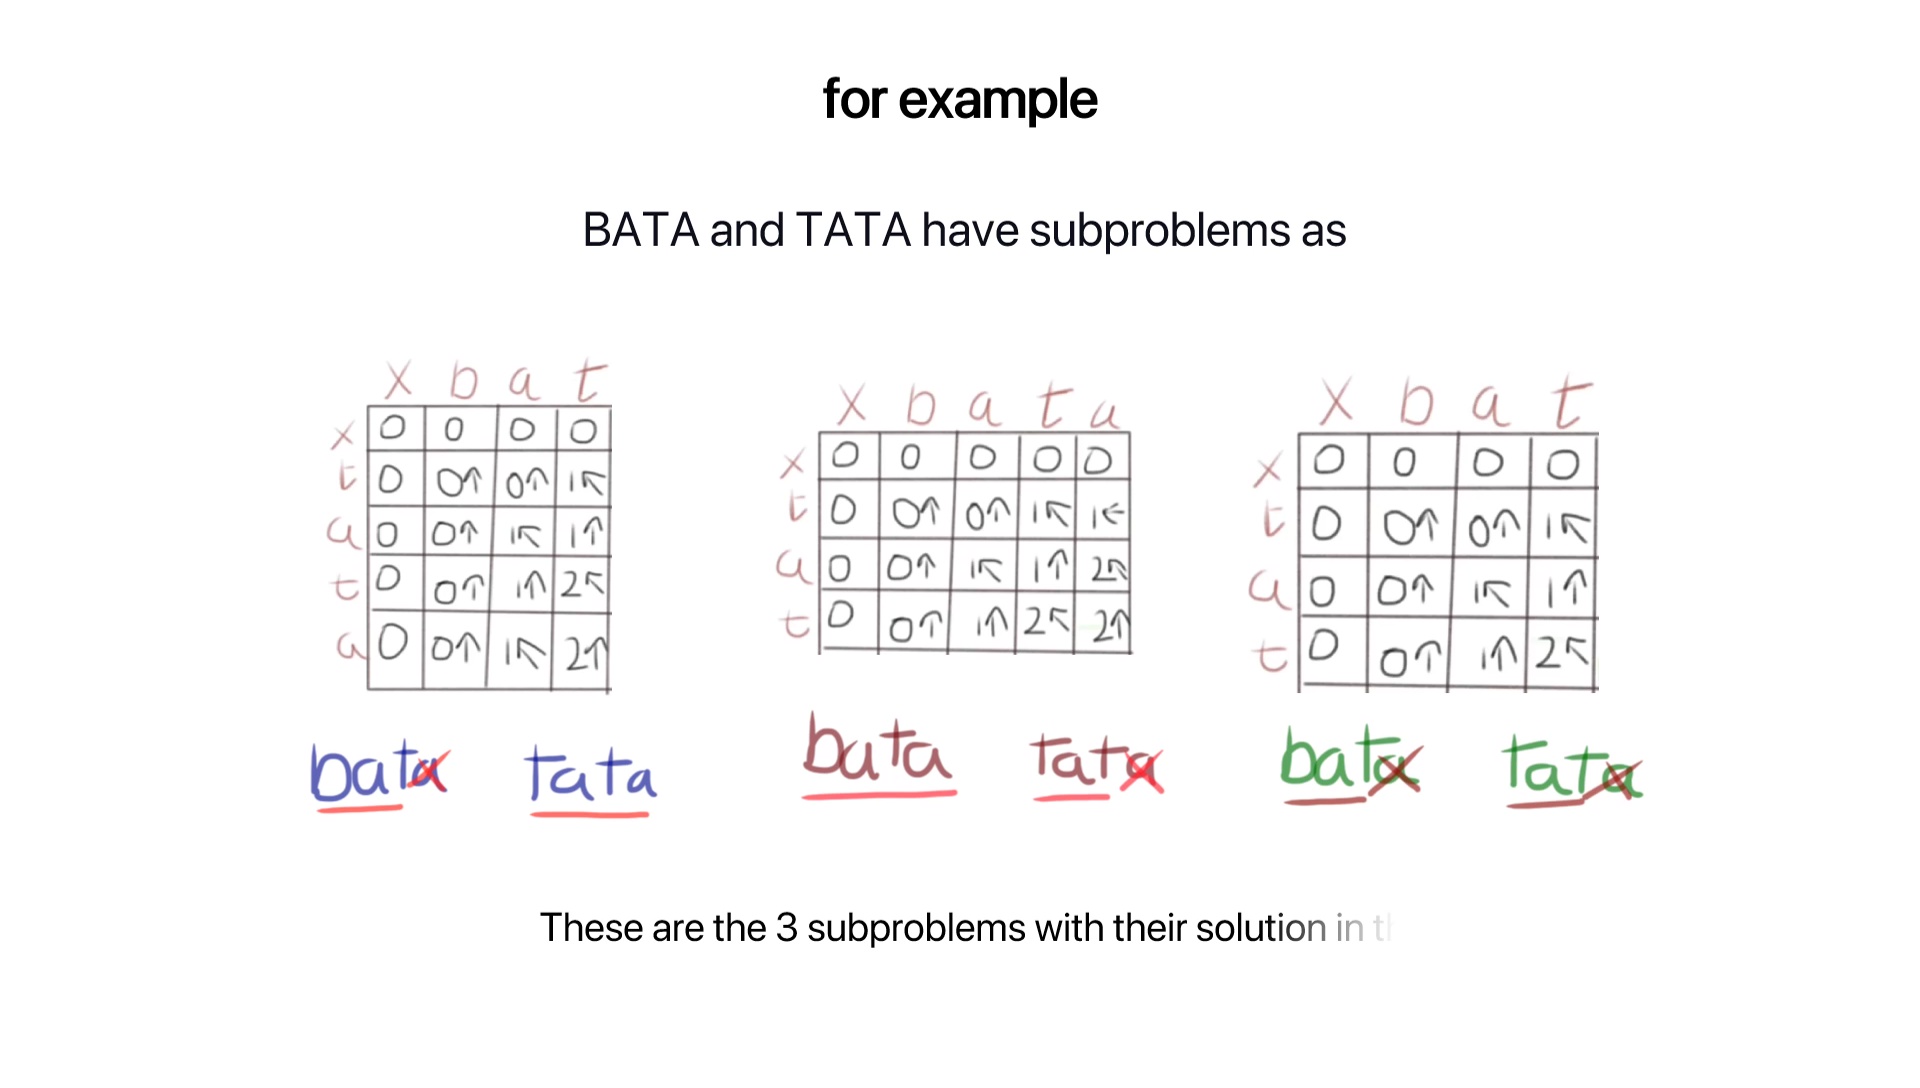 for example
BATA and TATA have subproblems as
x b a t
x 0 0 0 0
t 0 0↑ 0↑ 1↖
a 0 0↑ 1↖ 1↑
t 0 0↑ 1↑ 2↖
a 0 0↑ 1↖ 2↑
bata tata
x b a t a
x 0 0 0 0 0
t 0 0↑ 0↑ 1↖ 1←
a 0 0↑ 1↖ 1↑ 2↖
t 0 0↑ 1↑ 2↖ 2↑
bata tata
x b a t
x 0 0 0 0
t 0 0↑ 0↑ 1↖
a 0 0↑ 1↖ 1↑
t 0 0↑ 1↑ 2↖
bata tata
These are the 3 subproblems with their solution in